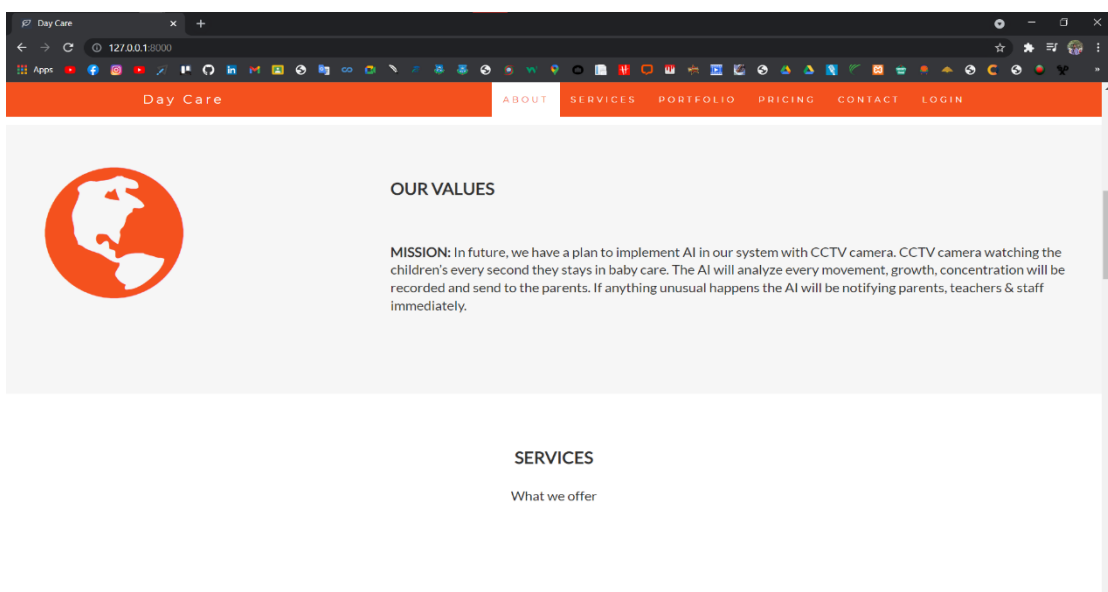 Day Care
127.0.0.1:8000
Apps
Day Care
ABOUT SERVICES PORTFOLIO PRICING CONTACT LOGIN
OUR VALUES
MISSION: In future, we have a plan to implement AI in our system with CCTV camera. CCTV camera watching the
children's every second they stays in baby care. The AI will analyze every movement, growth, concentration will be
recorded and send to the parents. If anything unusual happens the AI will be notifying parents, teachers & staff
immediately.
SERVICES
What we offer